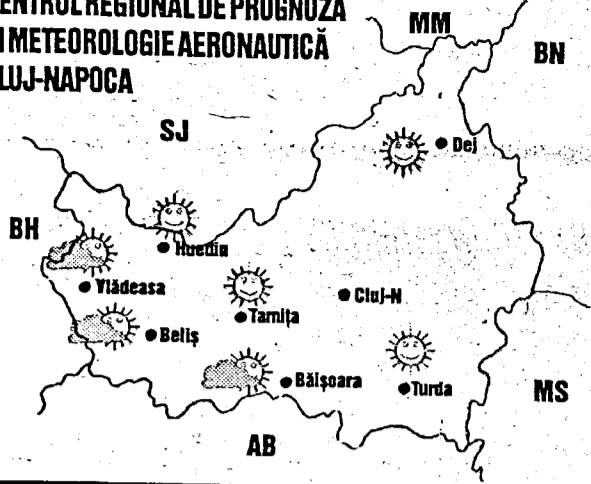 ENTRUL REGIONAL DE PROGNOZĂ
I METEOROLOGIE AERONAUTICĂ
LUJ-NAPOCA
MM
BN
SJ
Dej
BH
Huedin
Vlădeasa
Cluj-N
Tarnița
Beliș
Băișoara
Turda
MS
AB